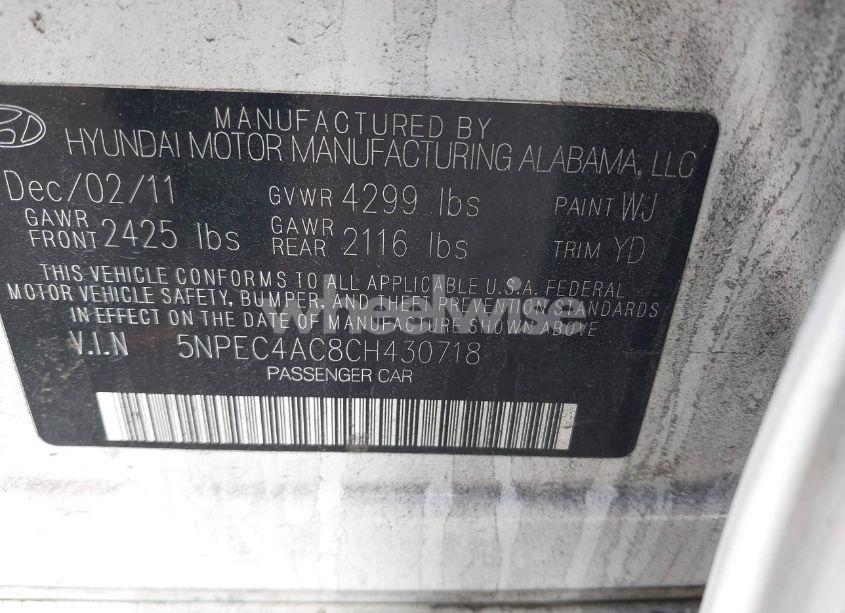 MANUFACTURED BY
HYUNDAI MOTOR MANUFACTURING ALABAMA, LLC
Dec/02/11 GVWR 4299 lbs PAINT WJ
GAWR FRONT 2425 lbs GAWR REAR 2116 lbs TRIM YD
THIS VEHICLE CONFORMS TO ALL APPLICABLE U.S.A. FEDERAL
MOTOR VEHICLE SAFETY, BUMPER, AND THEFT PREVENTION STANDARDS
IN EFFECT ON THE DATE OF MANUFACTURE SHOWN ABOVE
wheelwise
V.I.N 5NPEC4AC8CH430718
PASSENGER CAR